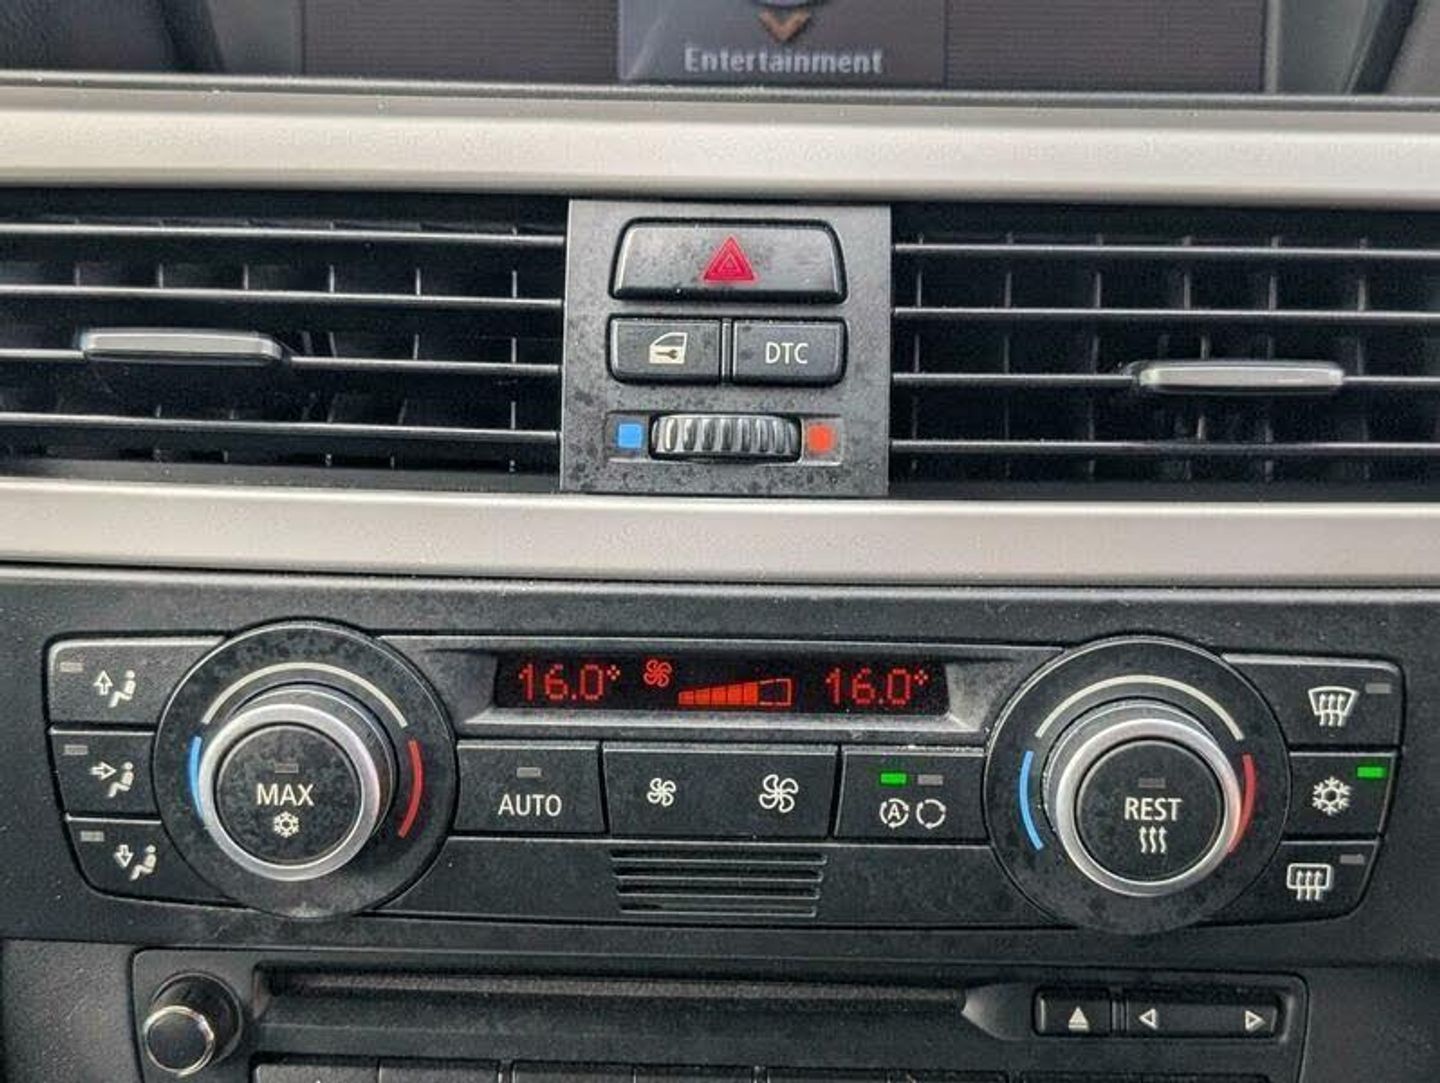 Entertainment
DTC
16.0°
16.0°
MAX
AUTO
A
REST